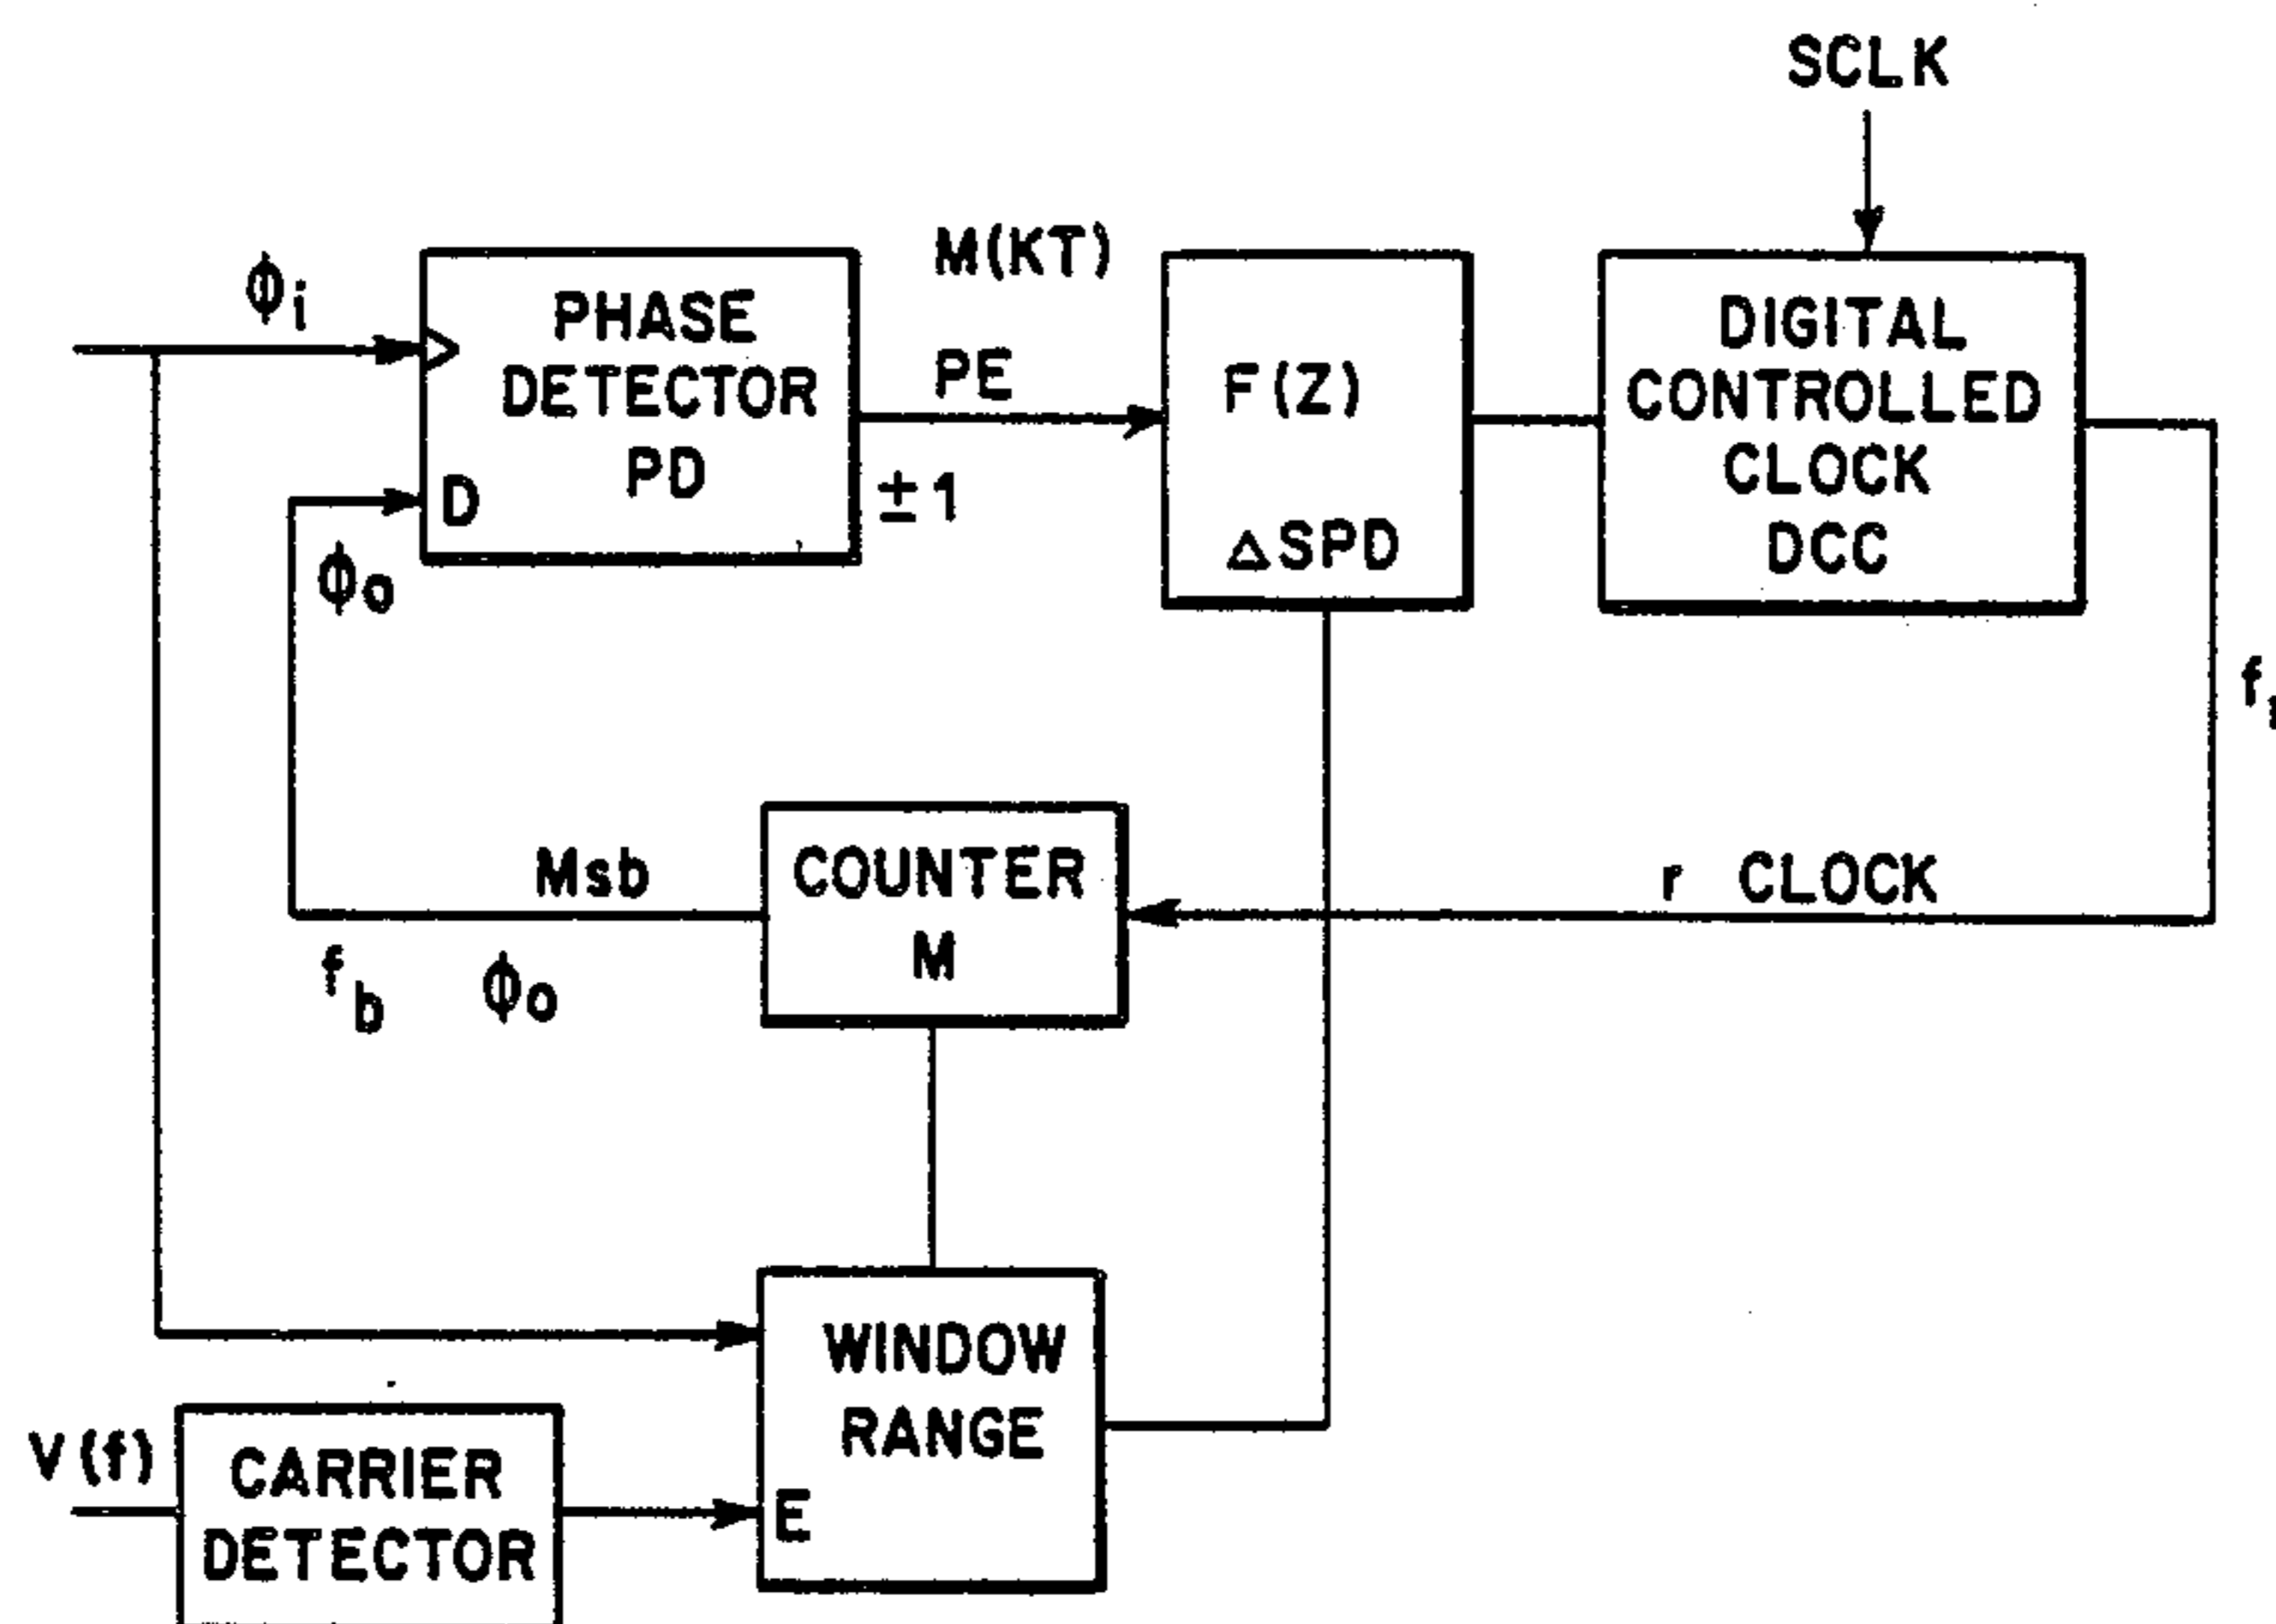 SCLK
ϕi
PHASE
DETECTOR
PD
D
ϕo
M(KT)
PE
±1
F(Z)
ΔSPD
DIGITAL
CONTROLLED
CLOCK
DCC
Msb
fb ϕo
COUNTER
M
r CLOCK
WINDOW
RANGE
E
V(f)
CARRIER
DETECTOR